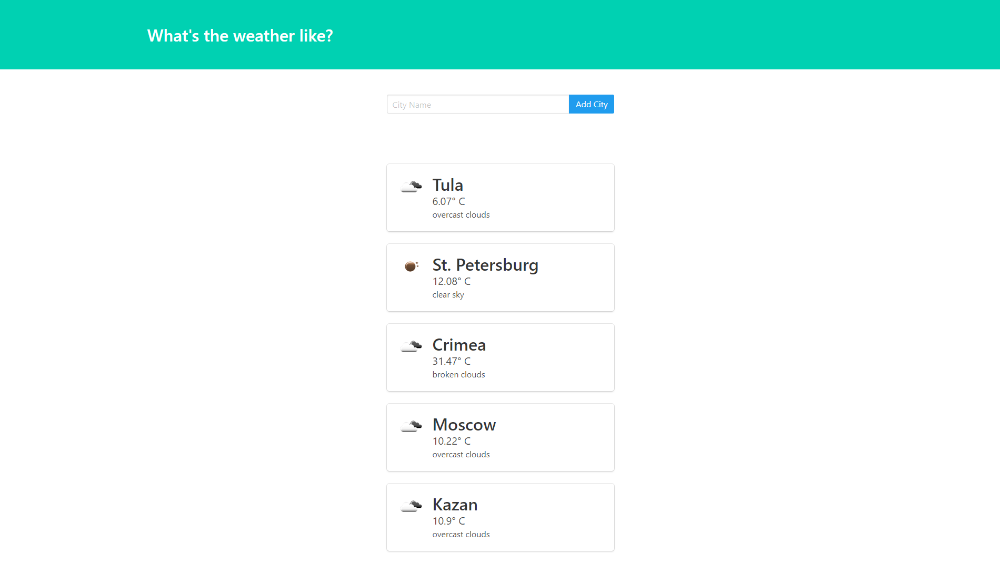 What's the weather like?
City Name
Add City
Tula
6.07° C
overcast clouds
St. Petersburg
12.08° C
clear sky
Crimea
31.47° C
broken clouds
Moscow
10.22° C
overcast clouds
Kazan
10.9° C
overcast clouds